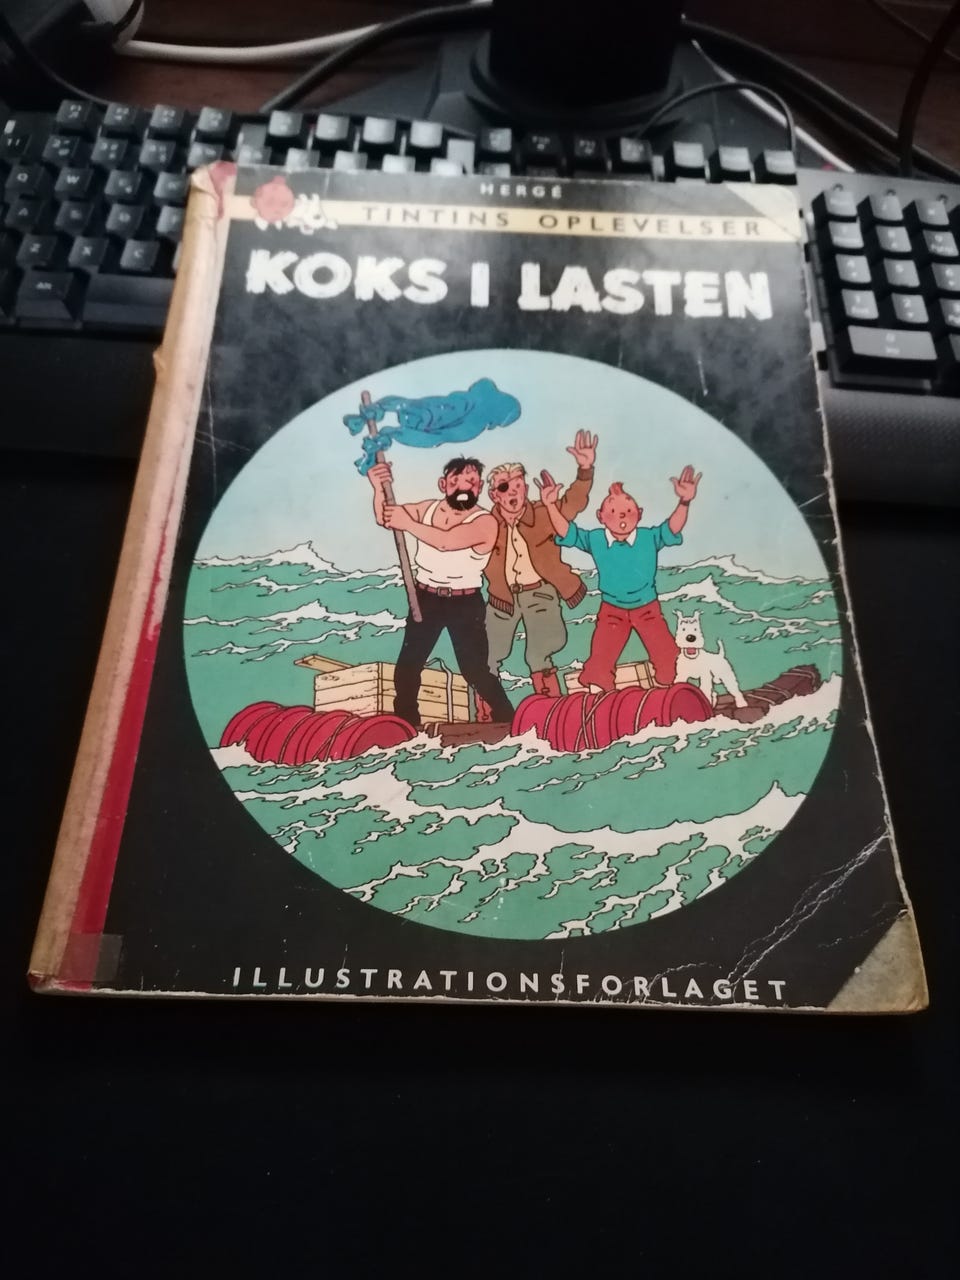 HERGÉ
TINTINS OPLEVELSER
KOKS I LASTEN
ILLUSTRATIONSFORLAGET